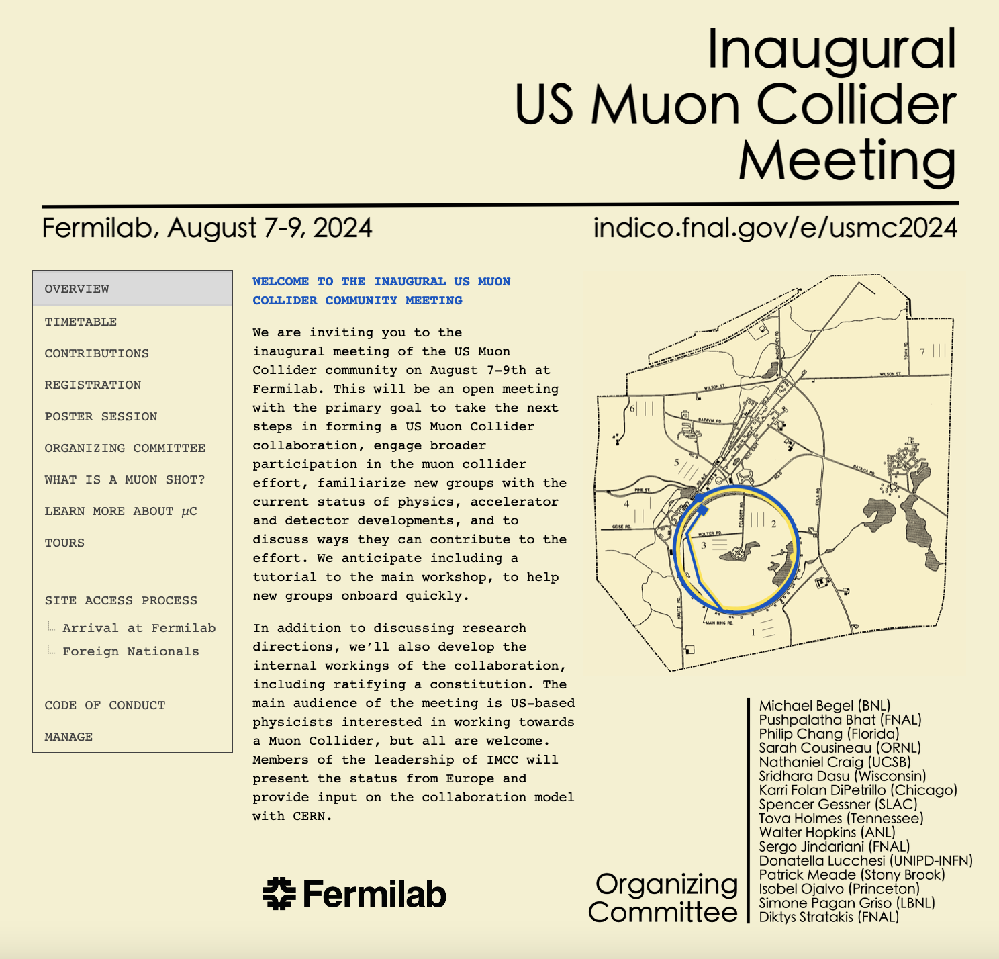 Inaugural
US Muon Collider
Meeting
Fermilab, August 7-9, 2024
indico.fnal.gov/e/usmc2024
OVERVIEW
TIMETABLE
CONTRIBUTIONS
REGISTRATION
POSTER SESSION
ORGANIZING COMMITTEE
WHAT IS A MUON SHOT?
LEARN MORE ABOUT μC
TOURS
SITE ACCESS PROCESS
Arrival at Fermilab
Foreign Nationals
CODE OF CONDUCT
MANAGE
WELCOME TO THE INAUGURAL US MUON
COLLIDER COMMUNITY MEETING
We are inviting you to the
inaugural meeting of the US Muon
Collider community on August 7-9th at
Fermilab. This will be an open meeting
with the primary goal to take the next
steps in forming a US Muon Collider
collaboration, engage broader
participation in the muon collider
effort, familiarize new groups with the
current status of physics, accelerator
and detector developments, and to
discuss ways they can contribute to the
effort. We anticipate including a
tutorial to the main workshop, to help
new groups onboard quickly.
In addition to discussing research
directions, we’ll also develop the
internal workings of the collaboration,
including ratifying a constitution. The
main audience of the meeting is US-based
physicists interested in working towards
a Muon Collider, but all are welcome.
Members of the leadership of IMCC will
present the status from Europe and
provide input on the collaboration model
with CERN.
Fermilab
McCHESNEY RD
TOWN RD
7
WILSON ST.
WILSON ST
6
BATAVIA RD
RD. B
5
RD. A-2
RD. A-1
RD. C EAST
RD. D
BATAVIA RD.
PINE ST.
4
EOLA RD.
GEISE RD.
HOLTER RD.
2
3
KAUTZ RD.
MAIN RING RD.
1
Organizing
Committee
Michael Begel (BNL)
Pushpalatha Bhat (FNAL)
Philip Chang (Florida)
Sarah Cousineau (ORNL)
Nathaniel Craig (UCSB)
Sridhara Dasu (Wisconsin)
Karri Folan DiPetrillo (Chicago)
Spencer Gessner (SLAC)
Tova Holmes (Tennessee)
Walter Hopkins (ANL)
Sergo Jindariani (FNAL)
Donatella Lucchesi (UNIPD-INFN)
Patrick Meade (Stony Brook)
Isobel Ojalvo (Princeton)
Simone Pagan Griso (LBNL)
Diktys Stratakis (FNAL)